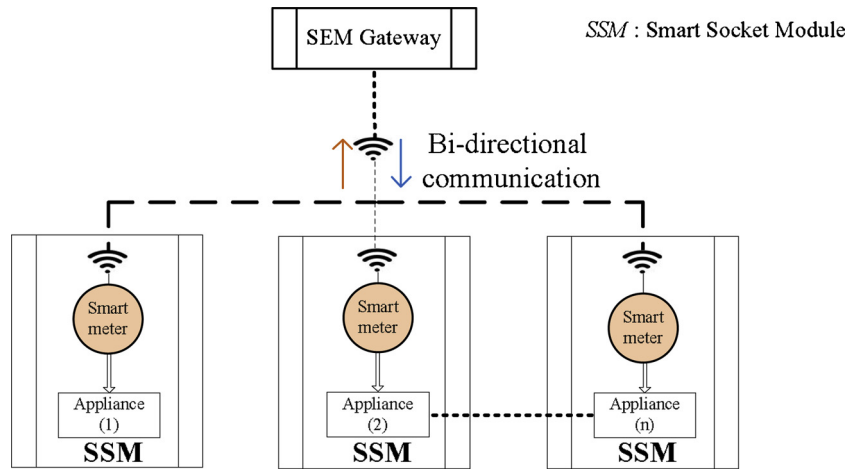 SEM Gateway
SSM : Smart Socket Module
Bi-directional
communication
Smart
meter
Smart
meter
Smart
meter
Appliance
(1)
Appliance
(2)
Appliance
(n)
SSM
SSM
SSM